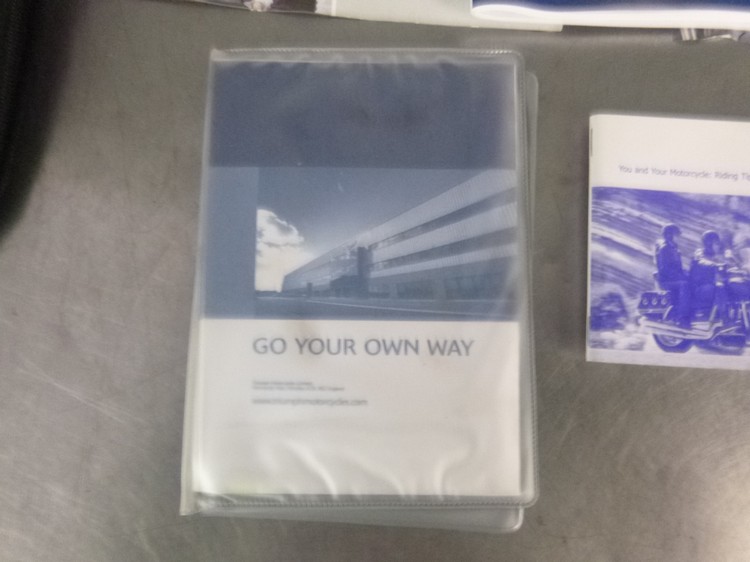 GO YOUR OWN WAY
www.triumphmotorcycles.com
You and Your Motorcycle: Riding Tip